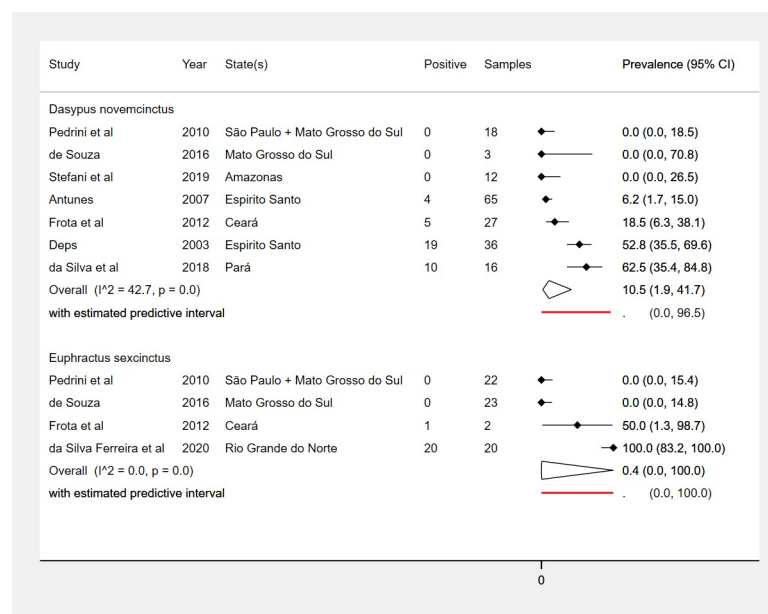 Study Year State(s) Positive Samples Prevalence (95% CI)
Dasypus novemcinctus
Pedrini et al 2010 São Paulo + Mato Grosso do Sul 0 18 0.0 (0.0, 18.5)
de Souza 2016 Mato Grosso do Sul 0 3 0.0 (0.0, 70.8)
Stefani et al 2019 Amazonas 0 12 0.0 (0.0, 26.5)
Antunes 2007 Espirito Santo 4 65 6.2 (1.7, 15.0)
Frota et al 2012 Ceará 5 27 18.5 (6.3, 38.1)
Deps 2003 Espirito Santo 19 36 52.8 (35.5, 69.6)
da Silva et al 2018 Pará 10 16 62.5 (35.4, 84.8)
Overall (I^2 = 42.7, p = 0.0) 10.5 (1.9, 41.7)
with estimated predictive interval . (0.0, 96.5)
Euphractus sexcinctus
Pedrini et al 2010 São Paulo + Mato Grosso do Sul 0 22 0.0 (0.0, 15.4)
de Souza 2016 Mato Grosso do Sul 0 23 0.0 (0.0, 14.8)
Frota et al 2012 Ceará 1 2 50.0 (1.3, 98.7)
da Silva Ferreira et al 2020 Rio Grande do Norte 20 20 100.0 (83.2, 100.0)
Overall (I^2 = 0.0, p = 0.0) 0.4 (0.0, 100.0)
with estimated predictive interval . (0.0, 100.0)
0